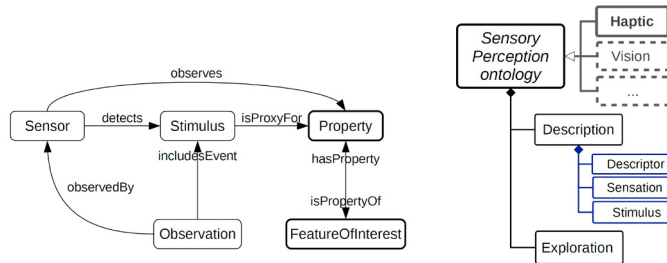 observes
Sensor
detects
Stimulus
isProxyFor
Property
includesEvent
hasProperty
observedBy
isPropertyOf
Observation
FeatureOfInterest
Sensory
Perception
ontology
Haptic
Vision
...
Description
Descriptor
Sensation
Stimulus
Exploration